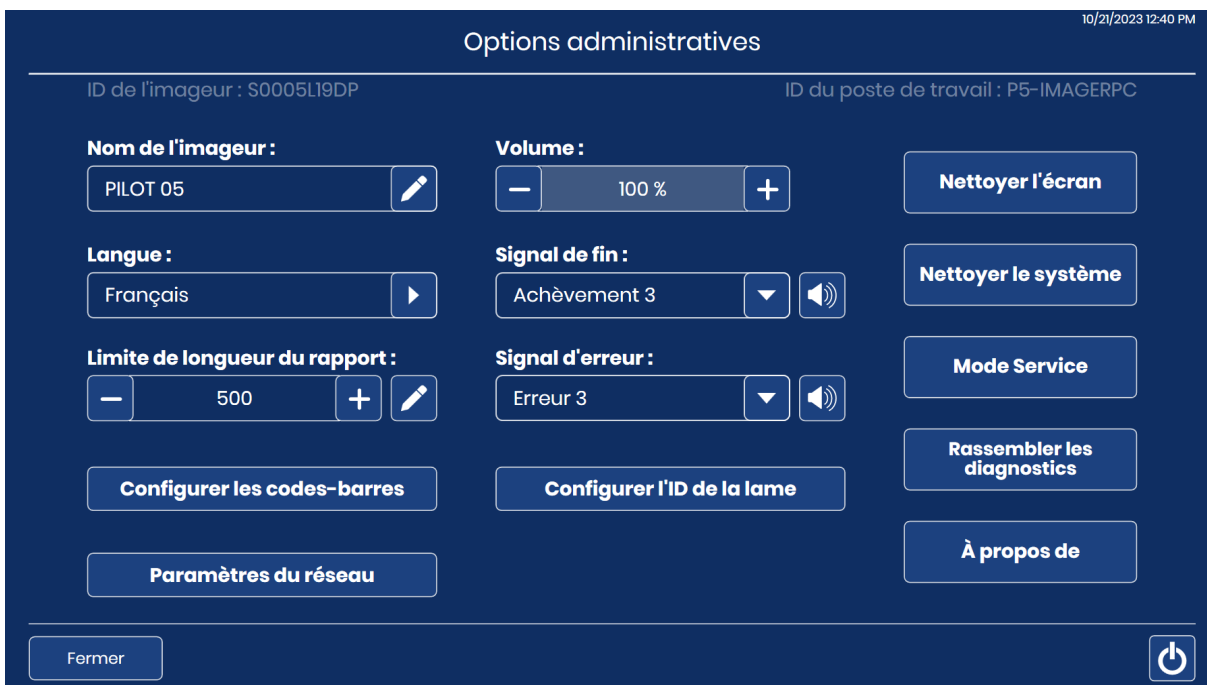 10/21/2023 12:40 PM
Options administratives
ID de l'imageur : S0005L19DP
ID du poste de travail : P5-IMAGERPC
Nom de l'imageur :
PILOT 05
Volume :
100 %
Nettoyer l'écran
Langue :
Français
Signal de fin :
Achèvement 3
Nettoyer le système
Limite de longueur du rapport :
500
Signal d'erreur :
Erreur 3
Mode Service
Rassembler les
diagnostics
Configurer les codes-barres
Configurer l'ID de la lame
À propos de
Paramètres du réseau
Fermer